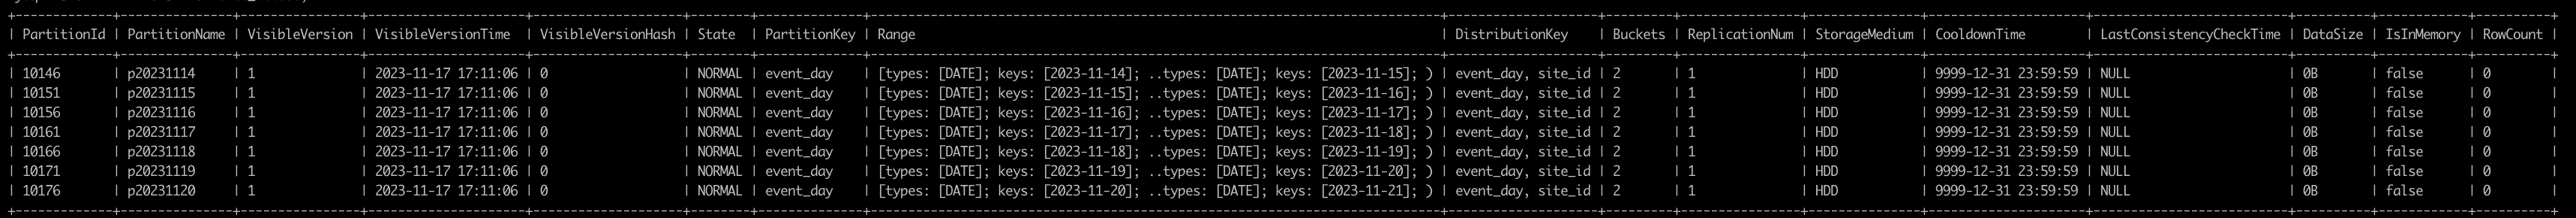 +-------------+---------------+----------------+---------------------+--------------------+--------+--------------+------------------------------------------------------------------------------+--------------------+---------+----------------+---------------+---------------------+--------------------------+----------+------------+----------+
| PartitionId | PartitionName | VisibleVersion | VisibleVersionTime | VisibleVersionHash | State | PartitionKey | Range | DistributionKey | Buckets | ReplicationNum | StorageMedium | CooldownTime | LastConsistencyCheckTime | DataSize | IsInMemory | RowCount |
+-------------+---------------+----------------+---------------------+--------------------+--------+--------------+------------------------------------------------------------------------------+--------------------+---------+----------------+---------------+---------------------+--------------------------+----------+------------+----------+
| 10146 | p20231114 | 1 | 2023-11-17 17:11:06 | 0 | NORMAL | event_day | [types: [DATE]; keys: [2023-11-14]; ..types: [DATE]; keys: [2023-11-15]; ) | event_day, site_id | 2 | 1 | HDD | 9999-12-31 23:59:59 | NULL | 0B | false | 0 |
| 10151 | p20231115 | 1 | 2023-11-17 17:11:06 | 0 | NORMAL | event_day | [types: [DATE]; keys: [2023-11-15]; ..types: [DATE]; keys: [2023-11-16]; ) | event_day, site_id | 2 | 1 | HDD | 9999-12-31 23:59:59 | NULL | 0B | false | 0 |
| 10156 | p20231116 | 1 | 2023-11-17 17:11:06 | 0 | NORMAL | event_day | [types: [DATE]; keys: [2023-11-16]; ..types: [DATE]; keys: [2023-11-17]; ) | event_day, site_id | 2 | 1 | HDD | 9999-12-31 23:59:59 | NULL | 0B | false | 0 |
| 10161 | p20231117 | 1 | 2023-11-17 17:11:06 | 0 | NORMAL | event_day | [types: [DATE]; keys: [2023-11-17]; ..types: [DATE]; keys: [2023-11-18]; ) | event_day, site_id | 2 | 1 | HDD | 9999-12-31 23:59:59 | NULL | 0B | false | 0 |
| 10166 | p20231118 | 1 | 2023-11-17 17:11:06 | 0 | NORMAL | event_day | [types: [DATE]; keys: [2023-11-18]; ..types: [DATE]; keys: [2023-11-19]; ) | event_day, site_id | 2 | 1 | HDD | 9999-12-31 23:59:59 | NULL | 0B | false | 0 |
| 10171 | p20231119 | 1 | 2023-11-17 17:11:06 | 0 | NORMAL | event_day | [types: [DATE]; keys: [2023-11-19]; ..types: [DATE]; keys: [2023-11-20]; ) | event_day, site_id | 2 | 1 | HDD | 9999-12-31 23:59:59 | NULL | 0B | false | 0 |
| 10176 | p20231120 | 1 | 2023-11-17 17:11:06 | 0 | NORMAL | event_day | [types: [DATE]; keys: [2023-11-20]; ..types: [DATE]; keys: [2023-11-21]; ) | event_day, site_id | 2 | 1 | HDD | 9999-12-31 23:59:59 | NULL | 0B | false | 0 |
+-------------+---------------+----------------+---------------------+--------------------+--------+--------------+------------------------------------------------------------------------------+--------------------+---------+----------------+---------------+---------------------+--------------------------+----------+------------+----------+